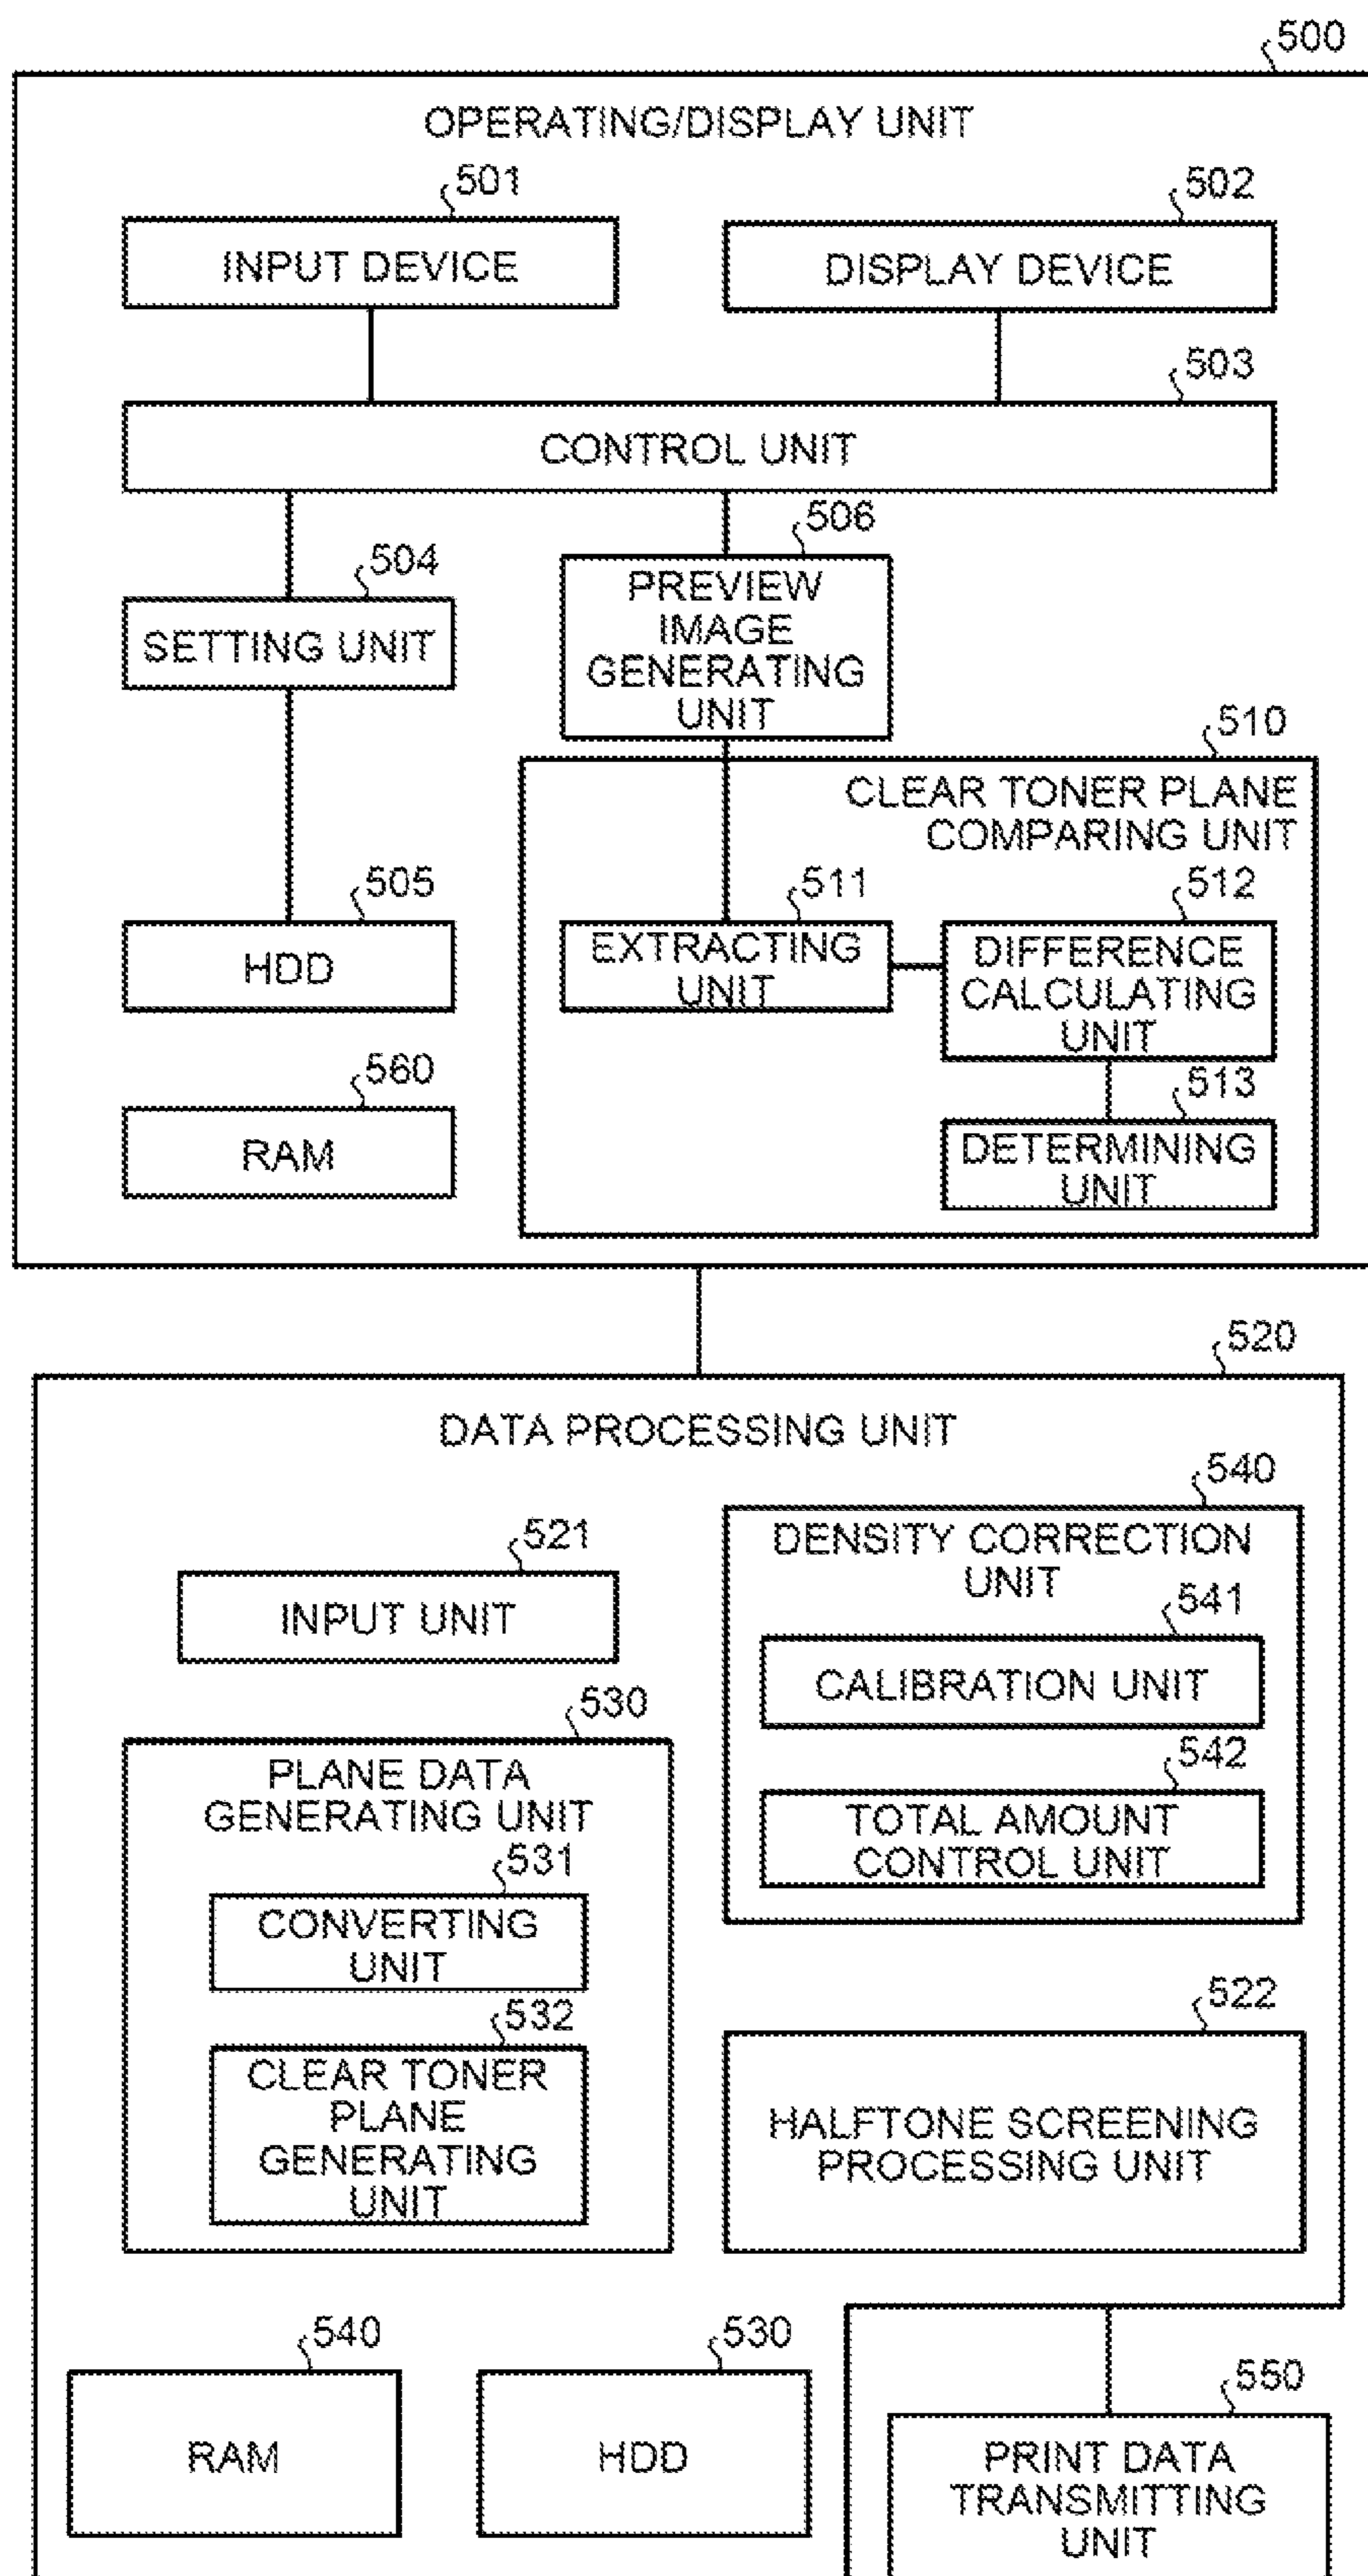 500
OPERATING/DISPLAY UNIT
501
502
INPUT DEVICE
DISPLAY DEVICE
503
CONTROL UNIT
506
504
PREVIEW
IMAGE
GENERATING
UNIT
SETTING UNIT
510
CLEAR TONER PLANE
COMPARING UNIT
505
511
512
HDD
EXTRACTING
UNIT
DIFFERENCE
CALCULATING
UNIT
560
513
RAM
DETERMINING
UNIT
520
DATA PROCESSING UNIT
540
521
DENSITY CORRECTION
UNIT
INPUT UNIT
541
CALIBRATION UNIT
530
542
PLANE DATA
GENERATING UNIT
TOTAL AMOUNT
CONTROL UNIT
531
CONVERTING
UNIT
532
522
CLEAR TONER
PLANE
GENERATING
UNIT
HALFTONE SCREENING
PROCESSING UNIT
540
530
550
RAM
HDD
PRINT DATA
TRANSMITTING
UNIT